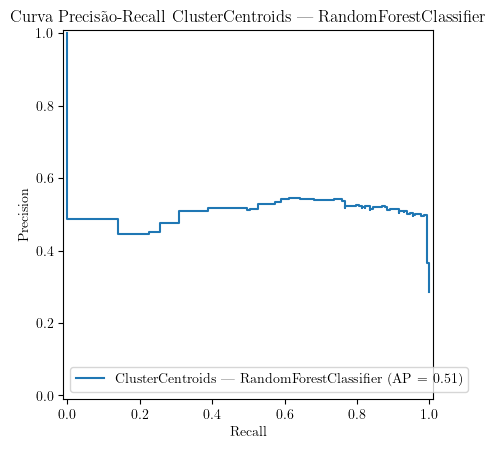 Curva Precisão-Recall ClusterCentroids — RandomForestClassifier
1.0
0.8
0.6
0.4
0.2
0.0
Precision
ClusterCentroids — RandomForestClassifier (AP = 0.51)
0.0 0.2 0.4 0.6 0.8 1.0
Recall